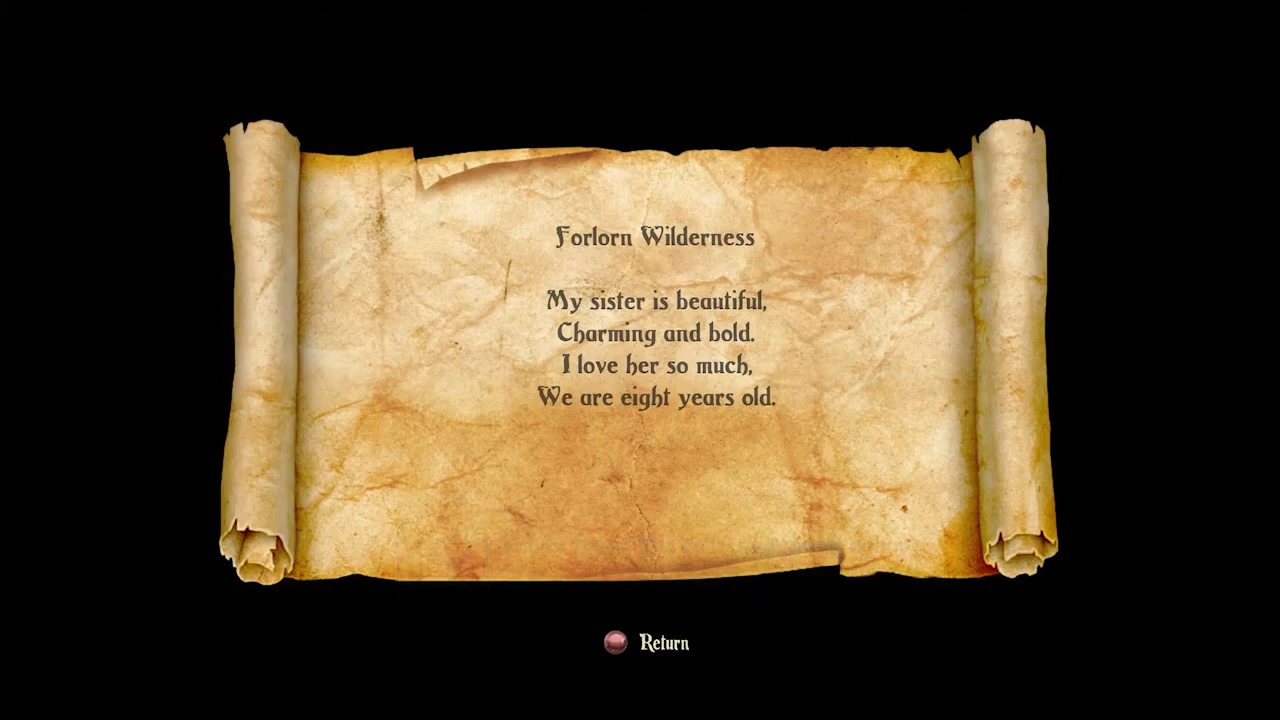 Forlorn Wilderness
My sister is beautiful,
Charming and bold.
I love her so much,
We are eight years old.
Return